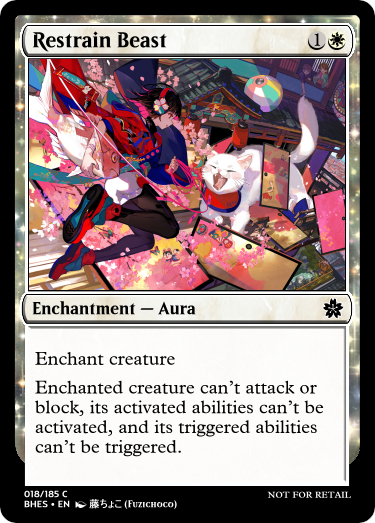 Restrain Beast 1
Enchantment — Aura
Enchant creature
Enchanted creature can't attack or
block, its activated abilities can't be
activated, and its triggered abilities
can't be triggered.
018/185 C
BHES • EN 藤ちょこ (Fuzichoco)
NOT FOR RETAIL